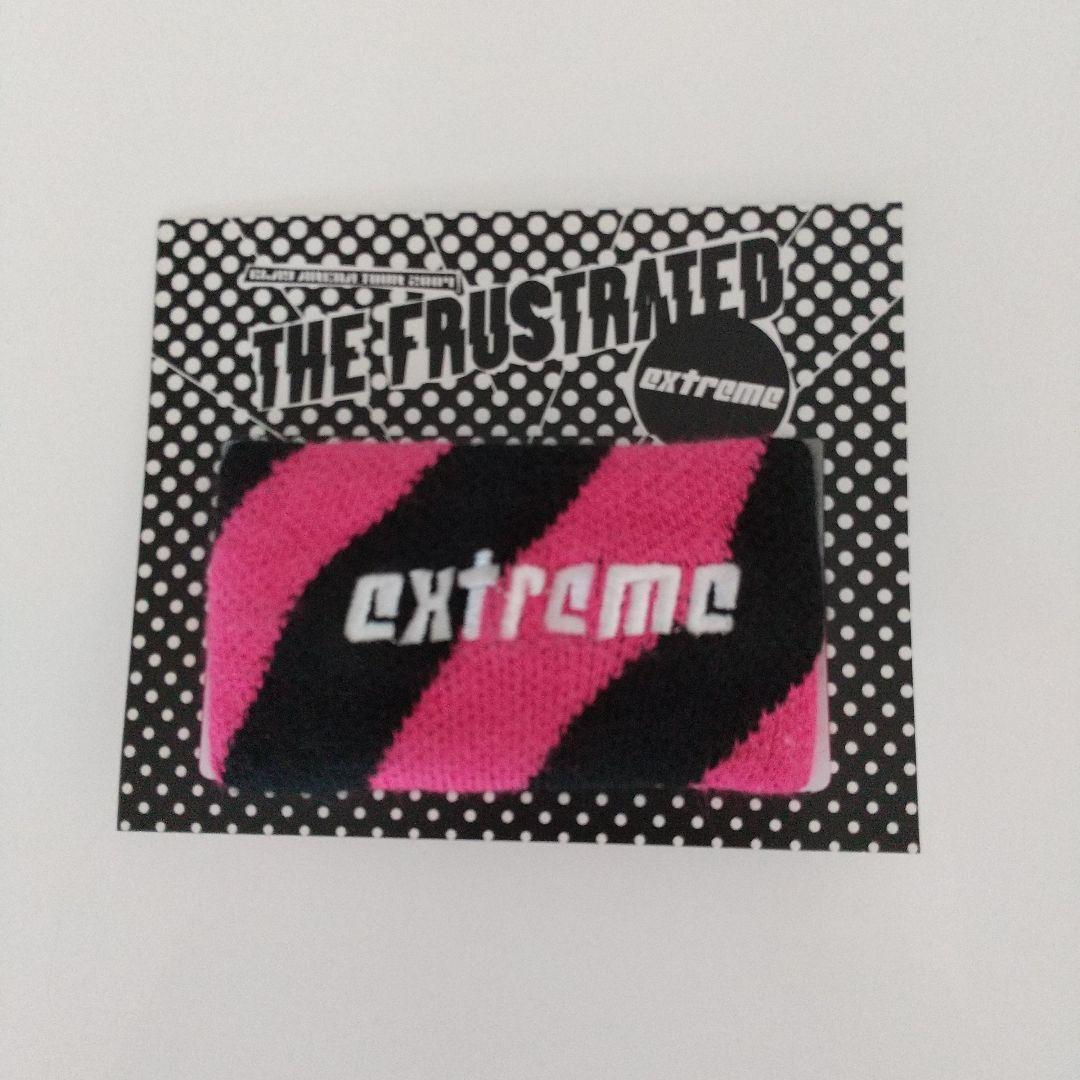 GLAY ARENA TOUR 2004
THE FRUSTRATED
extreme
extreme